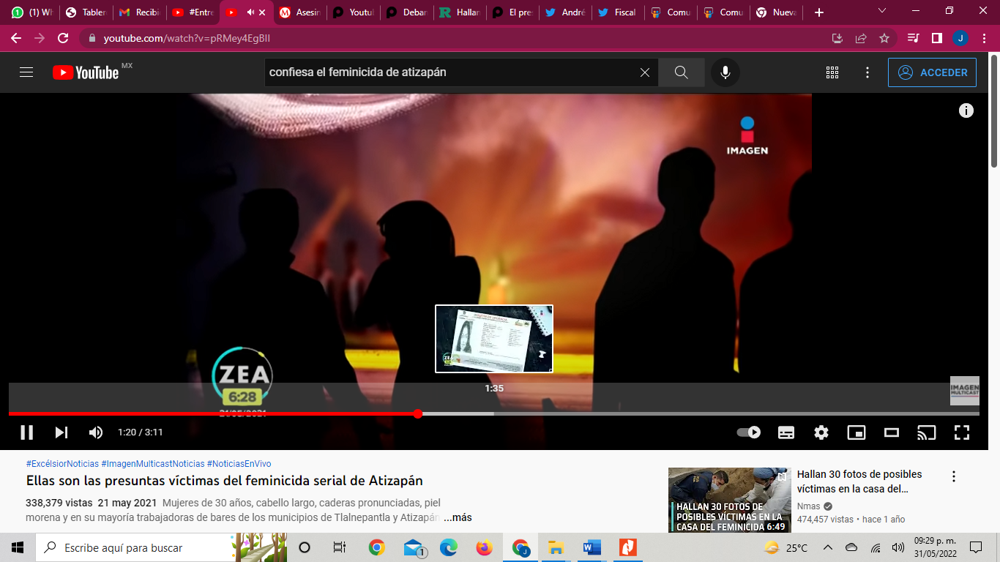 (1) Wh
Tabler
Recibi
#Entre
Asesin
Youtul
Deban
Hallan
El pre
André
Fiscal
Comu
Comu
Nueva
youtube.com/watch?v=pRMey4EgBII
J
YouTube MX
confiesa el feminicida de atizapán
ACCEDER
IMAGEN
BOLETÍN DE URGENCIA
ZEA
6:28
21/05/2021
1:35
IMAGEN
MULTICAST
1:20 / 3:11
#ExcélsiorNoticias #ImagenMulticastNoticias #NoticiasEnVivo
Ellas son las presuntas víctimas del feminicida serial de Atizapán
338,379 vistas 21 may 2021 Mujeres de 30 años, cabello largo, caderas pronunciadas, piel
morena y en su mayoría trabajadoras de bares de los municipios de Tlalnepantla y Atizapán ...más
HALLAN 30 FOTOS DE
POSIBLES VÍCTIMAS EN LA
CASA DEL FEMINICIDA 6:49
Hallan 30 fotos de posibles
víctimas en la casa del...
Nmas
474,457 vistas • hace 1 año
Escribe aquí para buscar
1
J
25°C
09:29 p. m.
31/05/2022